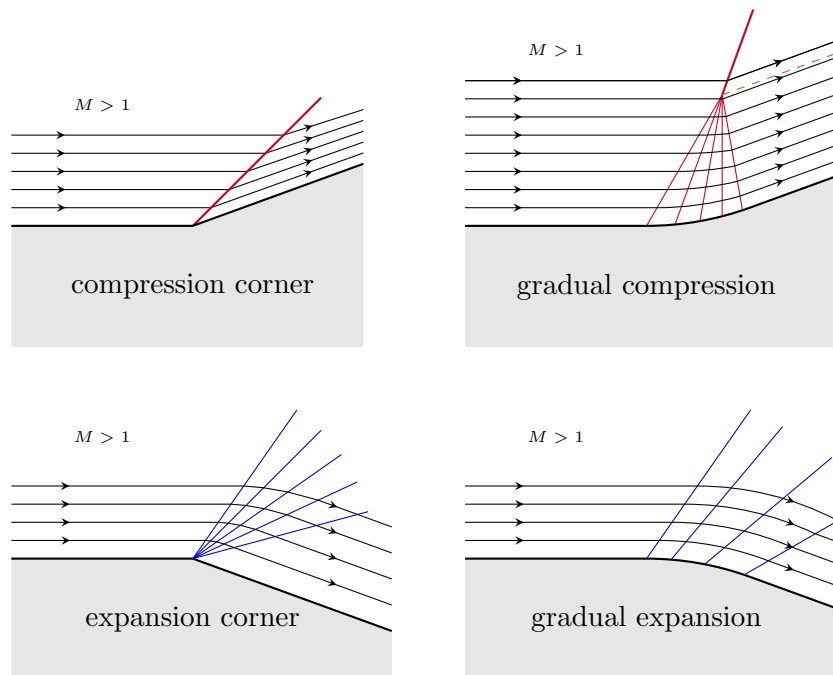 M > 1
compression corner
M > 1
gradual compression
M > 1
expansion corner
M > 1
gradual expansion